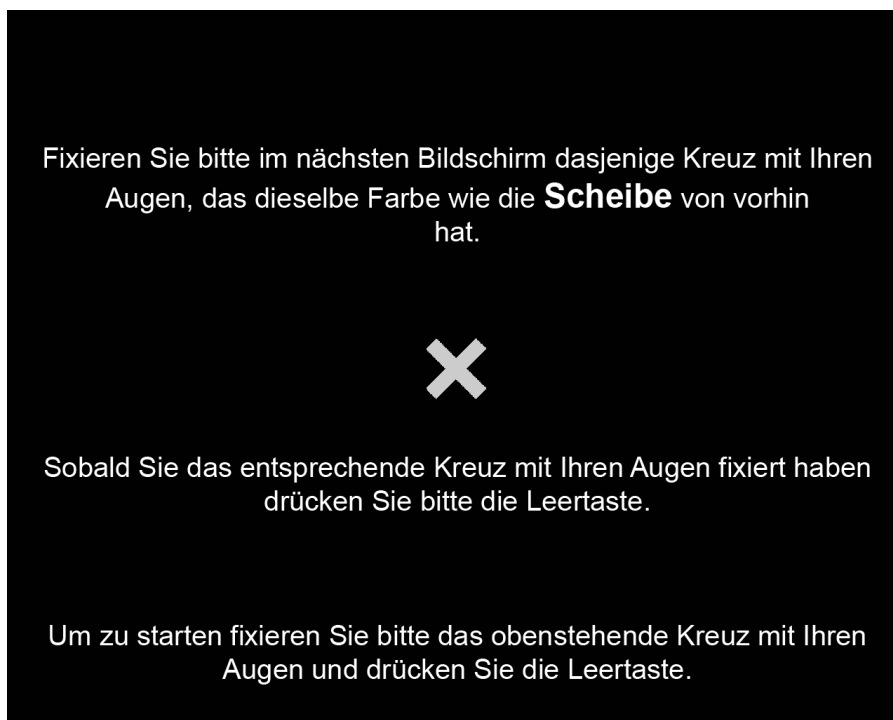 Fixieren Sie bitte im nächsten Bildschirm dasjenige Kreuz mit Ihren
Augen, das dieselbe Farbe wie die Scheibe von vorhin
hat.
Sobald Sie das entsprechende Kreuz mit Ihren Augen fixiert haben
drücken Sie bitte die Leertaste.
Um zu starten fixieren Sie bitte das obenstehende Kreuz mit Ihren
Augen und drücken Sie die Leertaste.